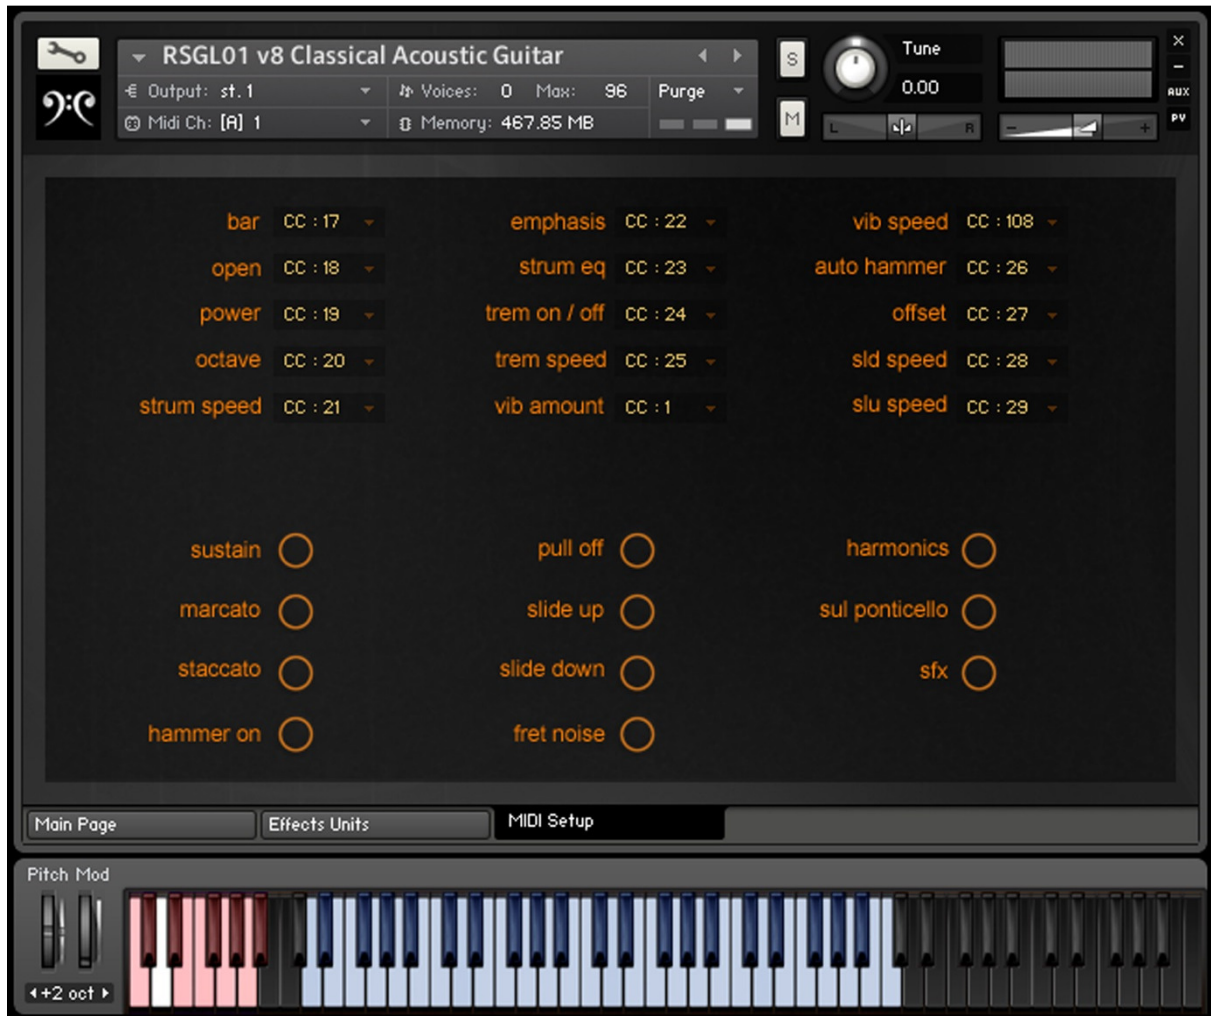 RSGL01 v8 Classical Acoustic Guitar
Output: st.1 Voices: 0 Max: 96 Purge
Midi Ch: [A] 1 Memory: 467.85 MB
S
M
Tune
0.00
L R
- +
X
-
AUX
PV
bar CC : 17 emphasis CC : 22 vib speed CC : 108
open CC : 18 strum eq CC : 23 auto hammer CC : 26
power CC : 19 trem on / off CC : 24 offset CC : 27
octave CC : 20 trem speed CC : 25 sld speed CC : 28
strum speed CC : 21 vib amount CC : 1 slu speed CC : 29
sustain pull off harmonics
marcato slide up sul ponticello
staccato slide down sfx
hammer on fret noise
Main Page Effects Units MIDI Setup
Pitch Mod
+2 oct